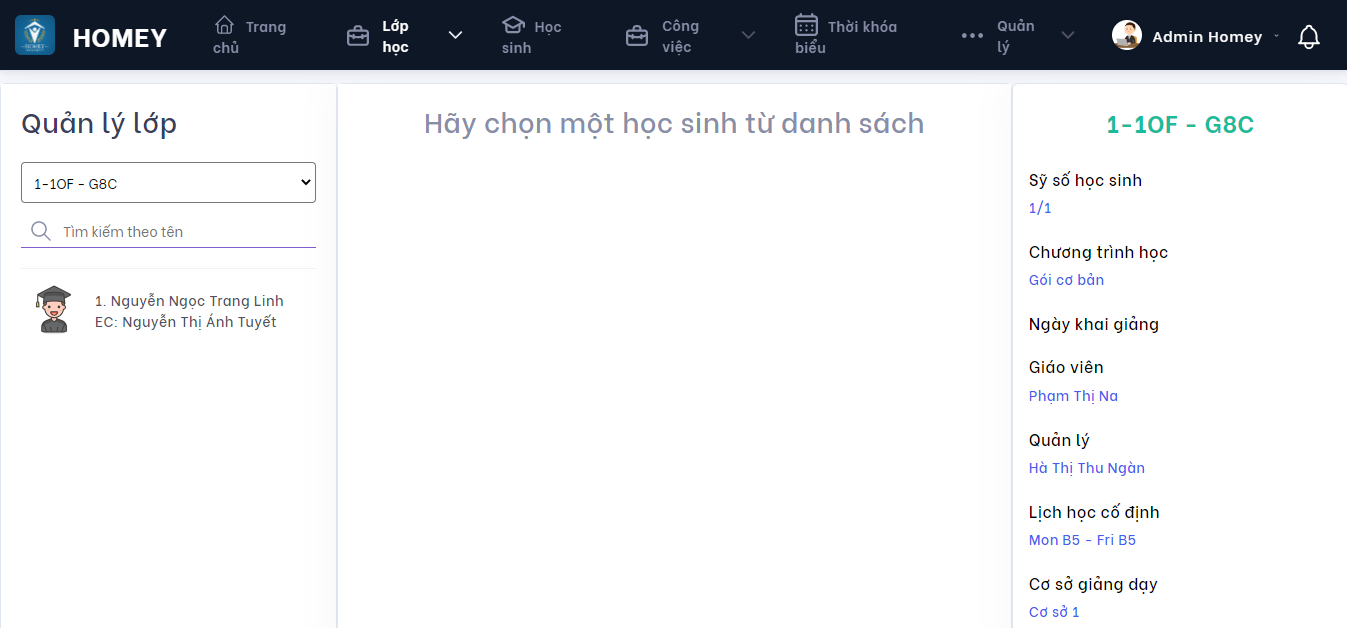 HOMEY
HOMEY
Trang
chủ
Lớp
học
Học
sinh
Công
việc
Thời khóa
biểu
Quản
lý
Admin Homey
Quản lý lớp
1-1OF - G8C
Tìm kiếm theo tên
1. Nguyễn Ngọc Trang Linh
EC: Nguyễn Thị Ánh Tuyết
Hãy chọn một học sinh từ danh sách
1-1OF - G8C
Sỹ số học sinh
1/1
Chương trình học
Gói cơ bản
Ngày khai giảng
Giáo viên
Phạm Thị Na
Quản lý
Hà Thị Thu Ngàn
Lịch học cố định
Mon B5 - Fri B5
Cơ sở giảng dạy
Cơ sở 1